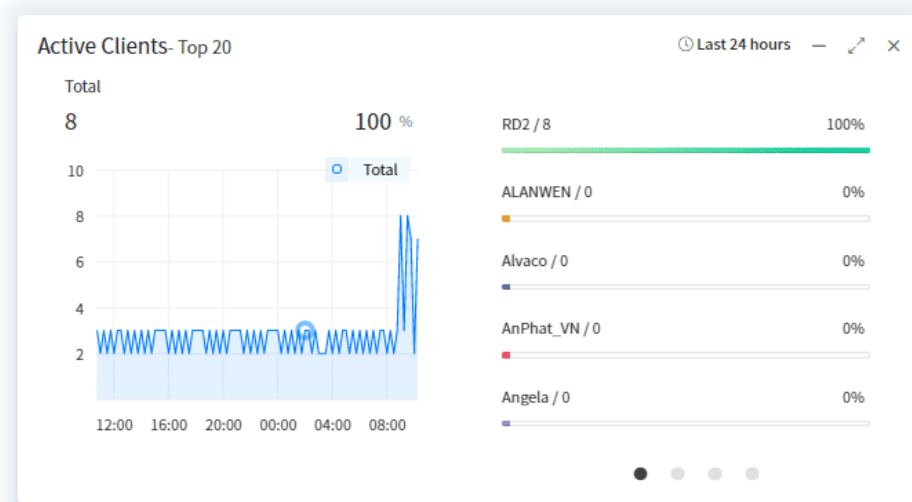 Active Clients- Top 20
Last 24 hours
Total
8
100 %
Total
10
8
6
4
2
12:00 16:00 20:00 00:00 04:00 08:00
RD2 / 8 100%
ALANWEN / 0 0%
Alvaco / 0 0%
AnPhat_VN / 0 0%
Angela / 0 0%